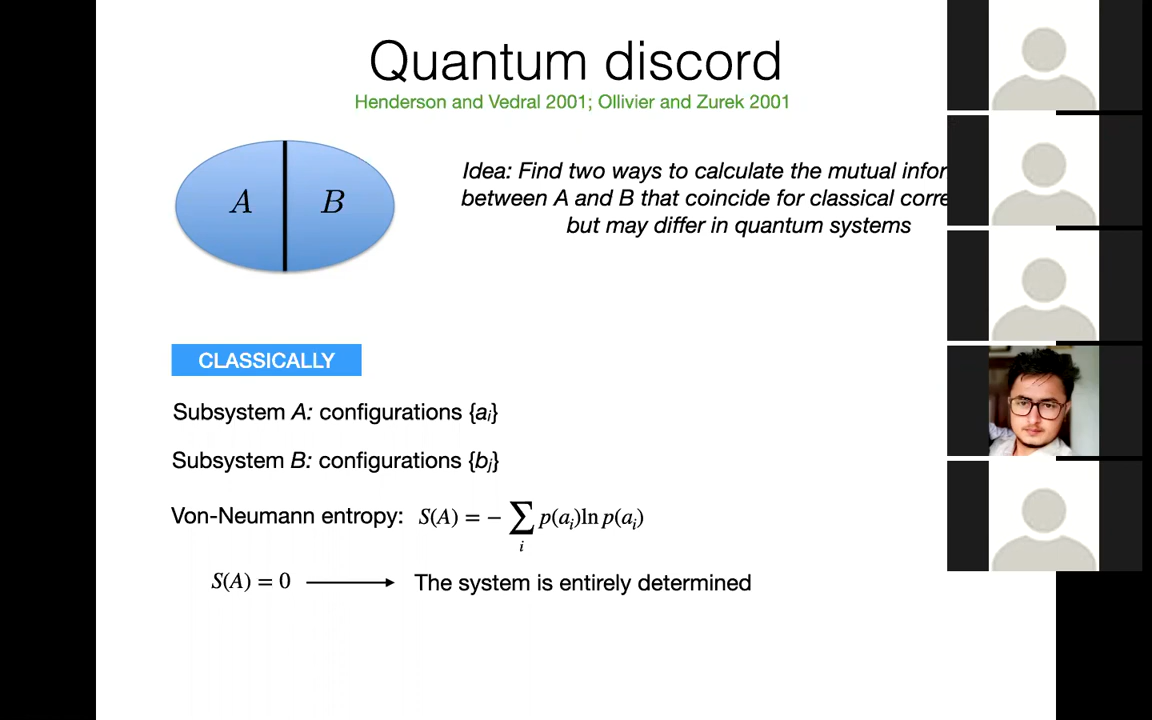 Quantum discord
Henderson and Vedral 2001; Ollivier and Zurek 2001
A B
Idea: Find two ways to calculate the mutual
between A and B that coincide for classical
but may differ in quantum systems
CLASSICALLY
Subsystem A: configurations {aᵢ}
Subsystem B: configurations {bⱼ}
Von-Neumann entropy: S(A) = − ∑ᵢ p(aᵢ)ln p(aᵢ)
S(A) = 0 ⟶ The system is entirely determined